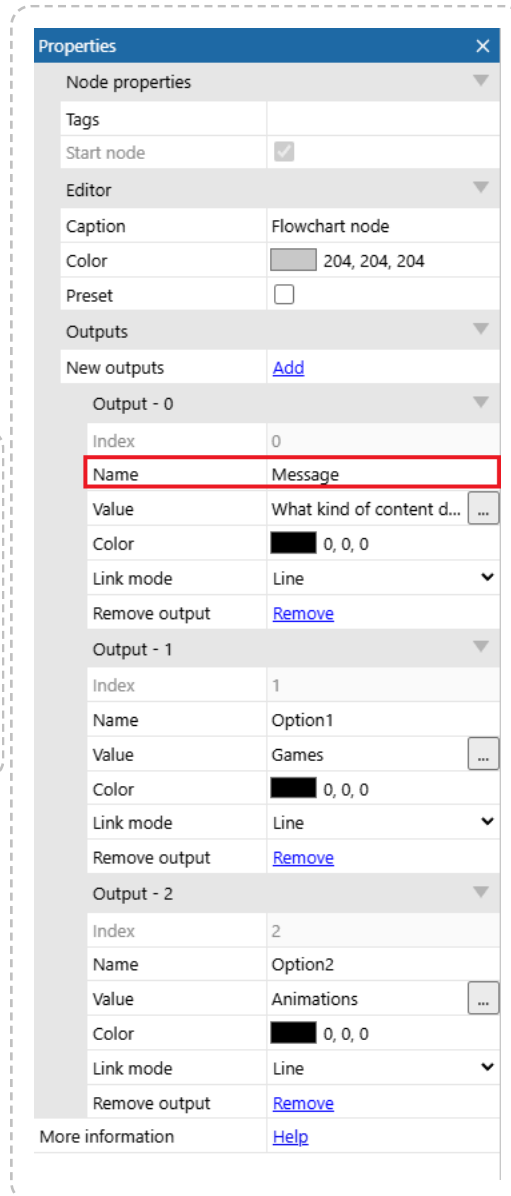 Properties
Node properties
Tags
Start node
Editor
Caption Flowchart node
Color 204, 204, 204
Preset
Outputs
New outputs Add
Output - 0
Index 0
Name Message
Value What kind of content d... ...
Color 0, 0, 0
Link mode Line
Remove output Remove
Output - 1
Index 1
Name Option1
Value Games ...
Color 0, 0, 0
Link mode Line
Remove output Remove
Output - 2
Index 2
Name Option2
Value Animations ...
Color 0, 0, 0
Link mode Line
Remove output Remove
More information Help